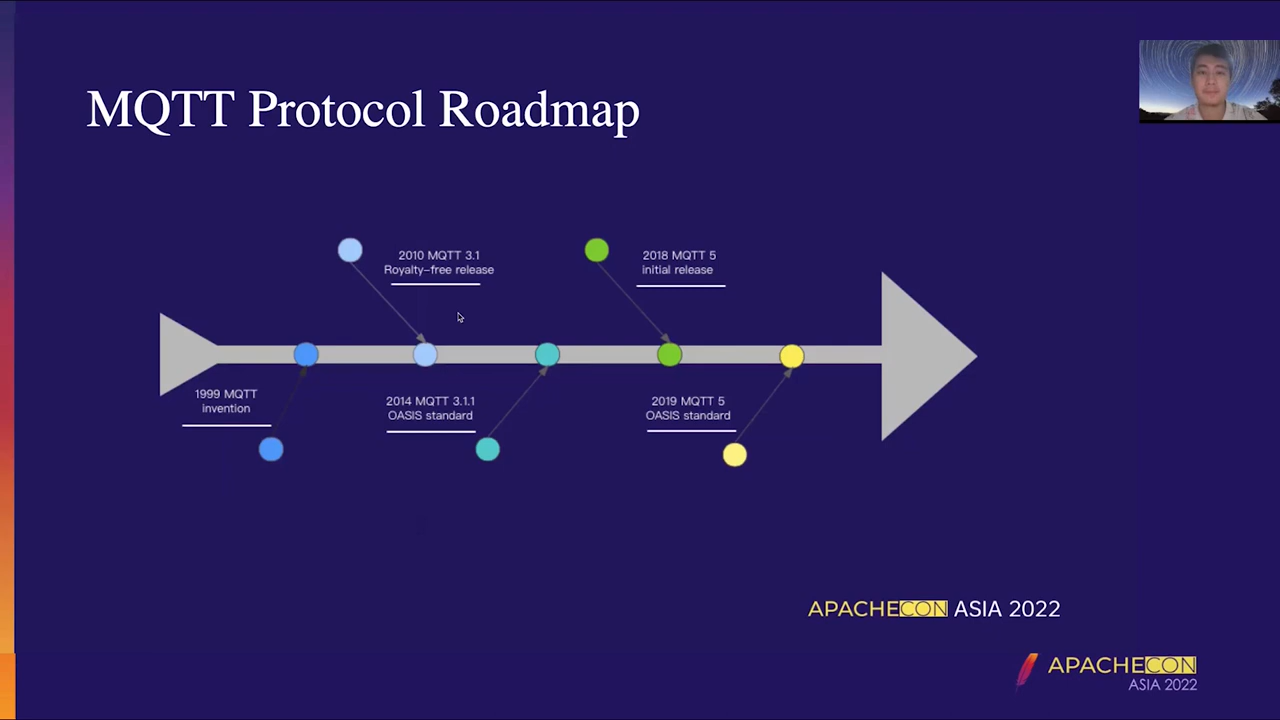 MQTT Protocol Roadmap
2010 MQTT 3.1
Royalty-free release
2018 MQTT 5
initial release
1999 MQTT
invention
2014 MQTT 3.1.1
OASIS standard
2019 MQTT 5
OASIS standard
APACHECON ASIA 2022
APACHECON
ASIA 2022